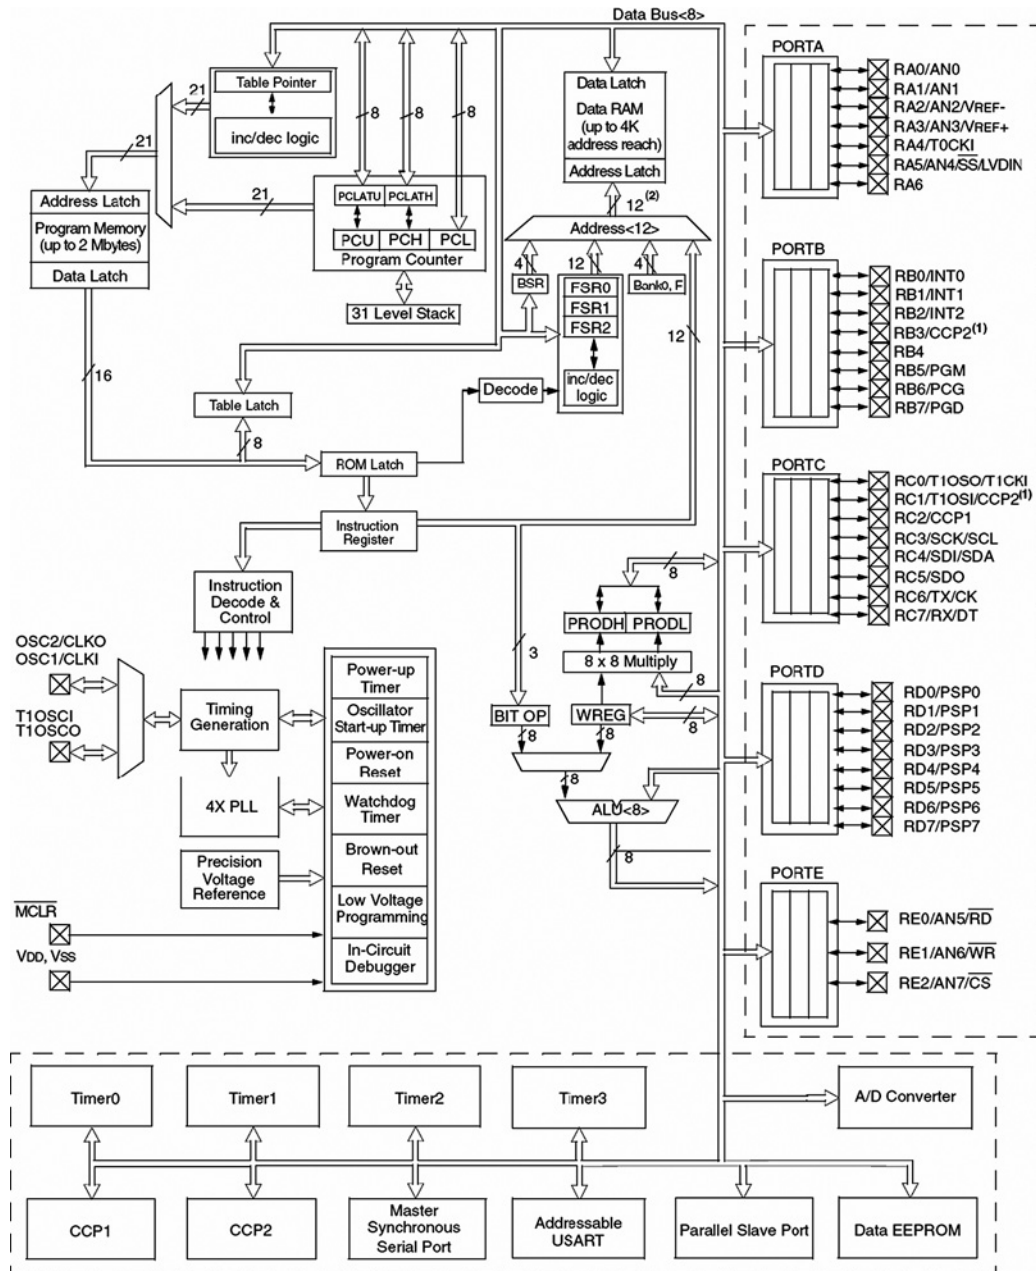 Data Bus<8>
21
Table Pointer
inc/dec logic
21
8
8
8
Data Latch
Data RAM
(up to 4K
address reach)
Address Latch
PORTA
RA0/AN0
RA1/AN1
RA2/AN2/VREF-
RA3/AN3/VREF+
RA4/T0CKI
RA5/AN4/SS/LVDIN
RA6
Address Latch
Program Memory
(up to 2 Mbytes)
Data Latch
21
PCLATU
PCLATH
PCU
PCH
PCL
Program Counter
31 Level Stack
12 (2)
Address<12>
4
12
4
BSR
FSR0
FSR1
FSR2
inc/dec
logic
Bank0, F
12
PORTB
RB0/INT0
RB1/INT1
RB2/INT2
RB3/CCP2(1)
RB4
RB5/PGM
RB6/PCG
RB7/PGD
16
Table Latch
8
Decode
ROM Latch
Instruction
Register
PORTC
RC0/T1OSO/T1CKI
RC1/T1OSI/CCP2(1)
RC2/CCP1
RC3/SCK/SCL
RC4/SDI/SDA
RC5/SDO
RC6/TX/CK
RC7/RX/DT
Instruction
Decode &
Control
8
PRODH
PRODL
8 x 8 Multiply
3
8
BIT OP
WREG
8
8
8
8
ALU<8>
8
OSC2/CLKO
OSC1/CLKI
T1OSCI
T1OSCO
Timing
Generation
4X PLL
Precision
Voltage
Reference
Power-up
Timer
Oscillator
Start-up Timer
Power-on
Reset
Watchdog
Timer
Brown-out
Reset
Low Voltage
Programming
In-Circuit
Debugger
MCLR
VDD, VSS
PORTD
RD0/PSP0
RD1/PSP1
RD2/PSP2
RD3/PSP3
RD4/PSP4
RD5/PSP5
RD6/PSP6
RD7/PSP7
PORTE
RE0/AN5/RD
RE1/AN6/WR
RE2/AN7/CS
Timer0
Timer1
Timer2
Timer3
A/D Converter
CCP1
CCP2
Master
Synchronous
Serial Port
Addressable
USART
Parallel Slave Port
Data EEPROM